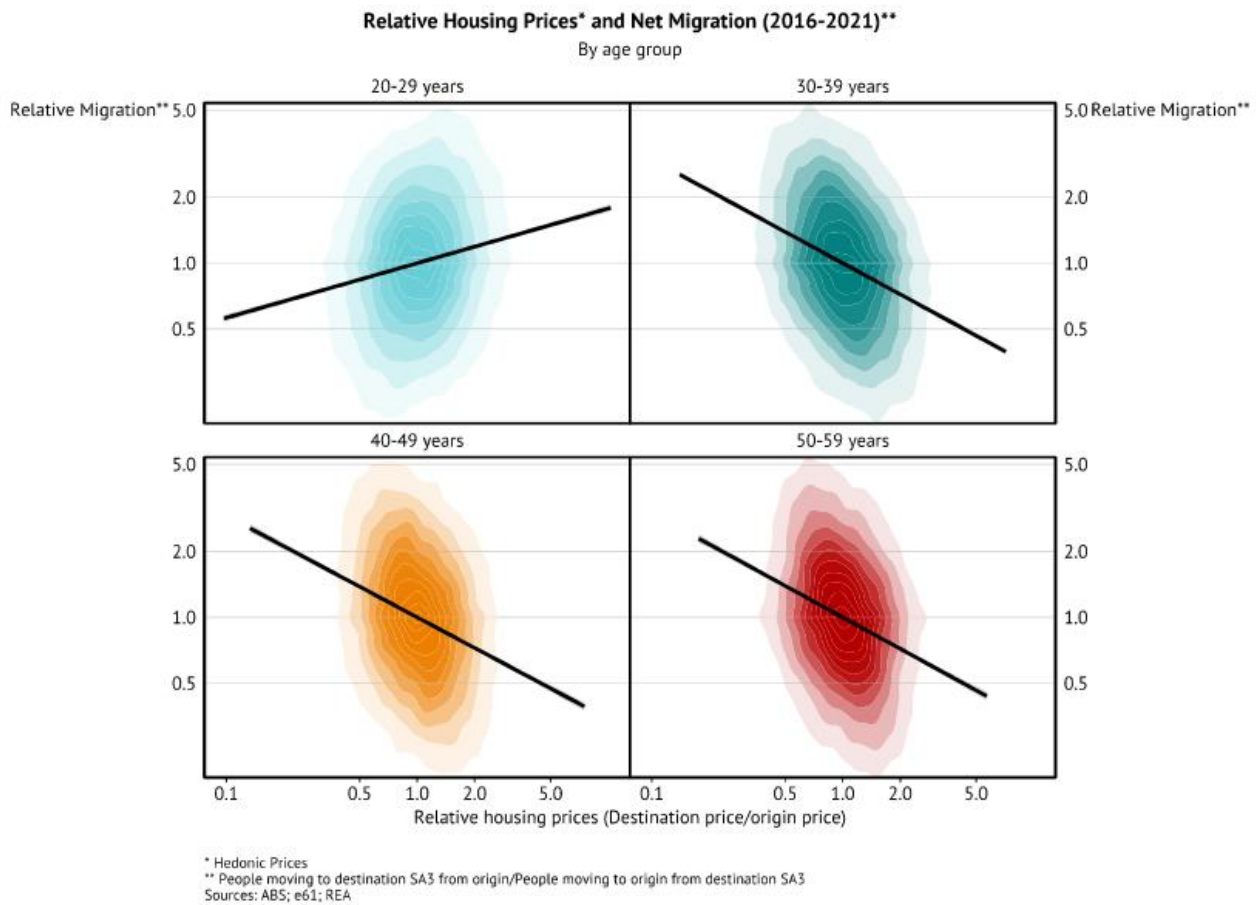 Relative Housing Prices* and Net Migration (2016-2021)**
By age group
20-29 years
30-39 years
Relative Migration**
5.0
2.0
1.0
0.5
5.0
Relative Migration**
2.0
1.0
0.5
40-49 years
50-59 years
5.0
2.0
1.0
0.5
5.0
2.0
1.0
0.5
0.1 0.5 1.0 2.0 5.0
0.1 0.5 1.0 2.0 5.0
Relative housing prices (Destination price/origin price)
* Hedonic Prices
** People moving to destination SA3 from origin/People moving to origin from destination SA3
Sources: ABS; e61; REA